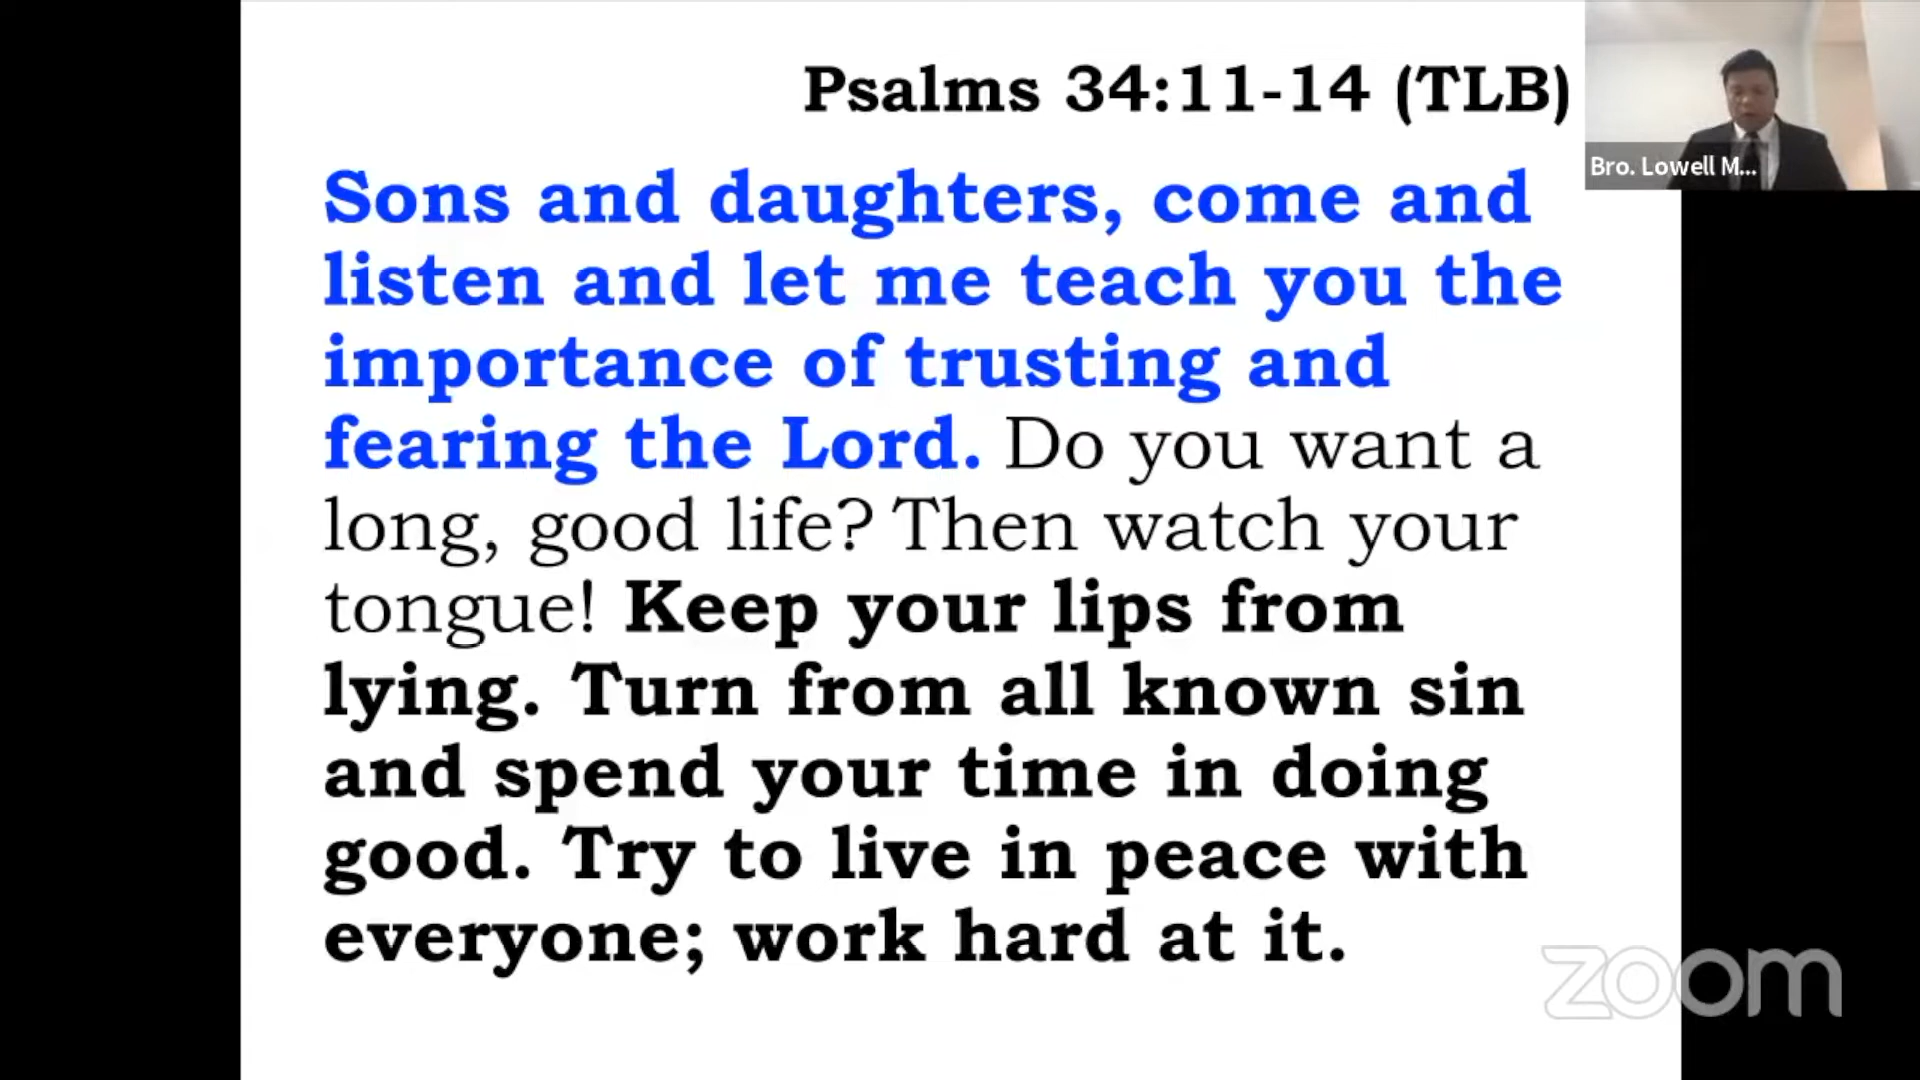 Psalms 34:11-14 (TLB)
Bro. Lowell M...
Sons and daughters, come and
listen and let me teach you the
importance of trusting and
fearing the Lord. Do you want a
long, good life? Then watch your
tongue! Keep your lips from
lying. Turn from all known sin
and spend your time in doing
good. Try to live in peace with
everyone; work hard at it.
zoom